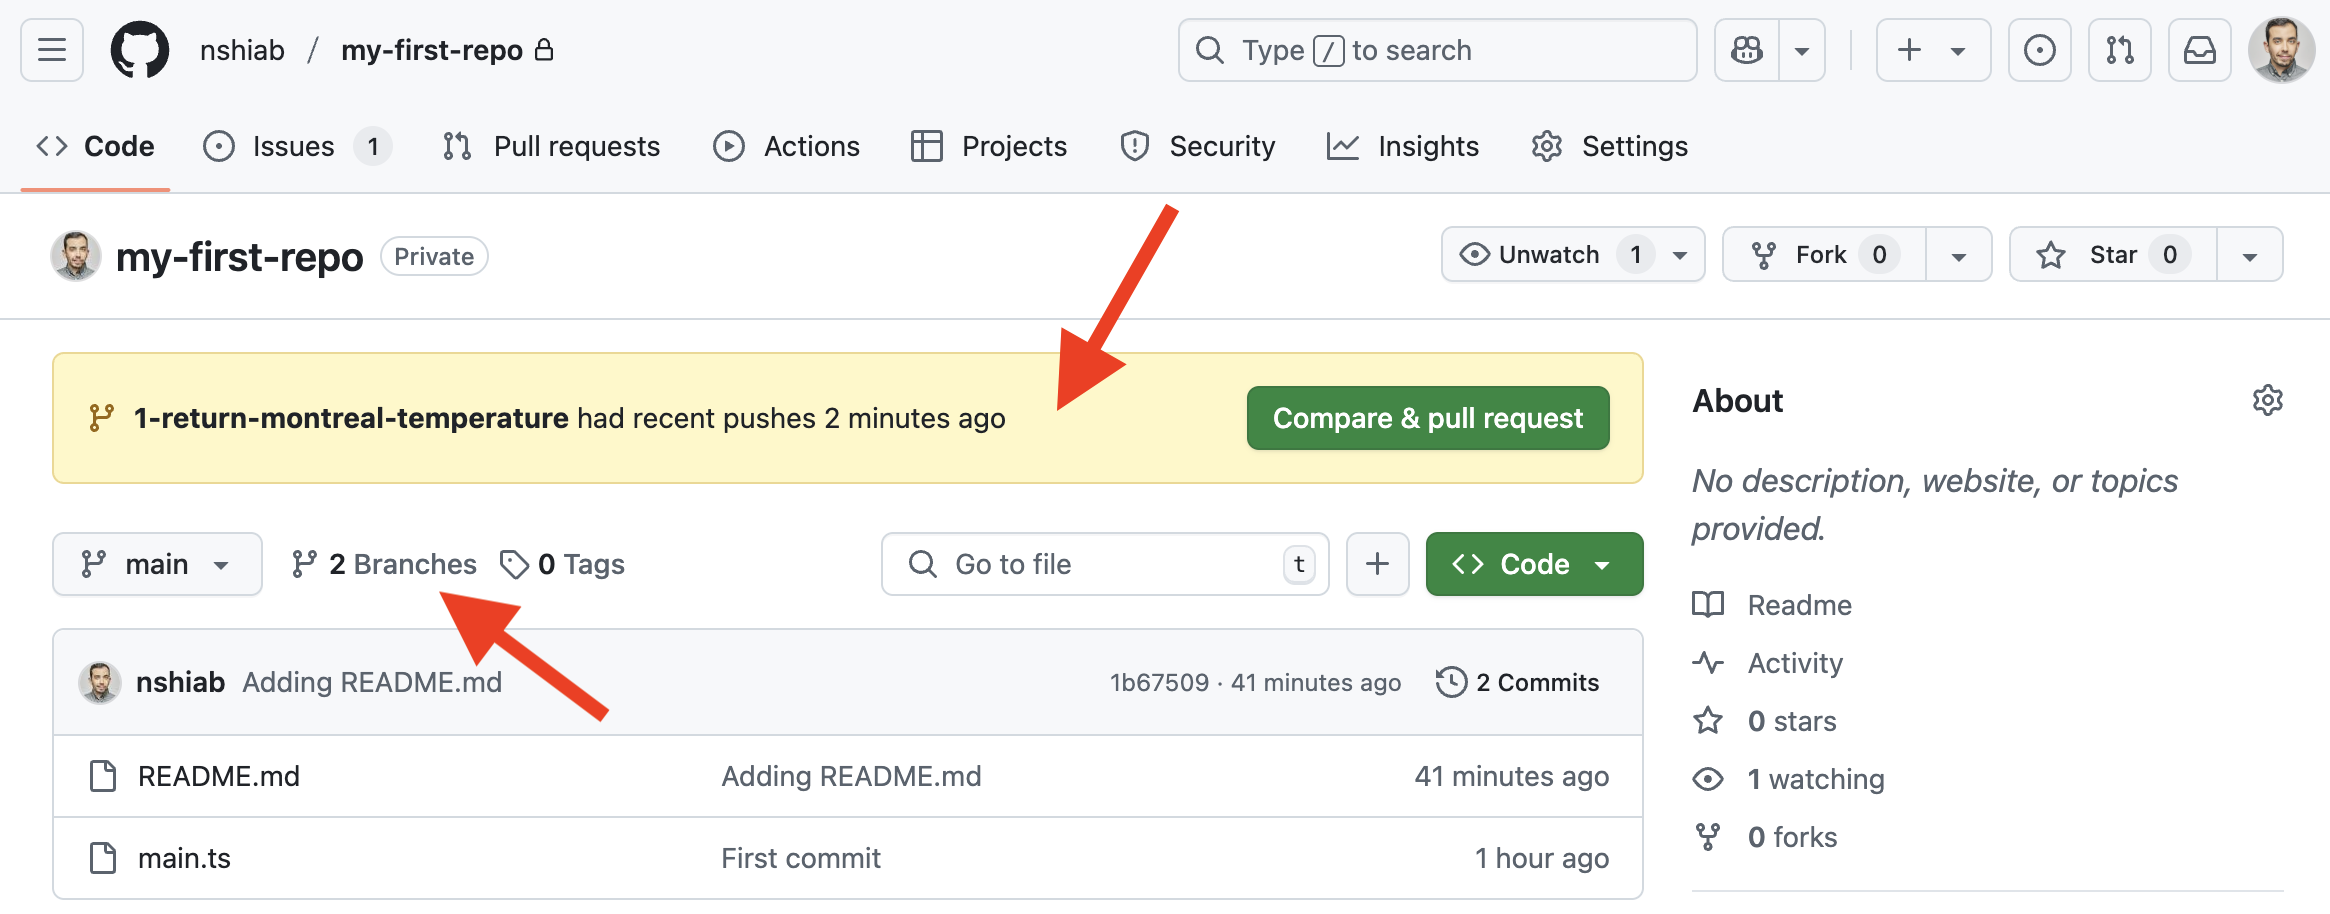 nshiab / my-first-repo
Type / to search
Code
Issues 1
Pull requests
Actions
Projects
Security
Insights
Settings
my-first-repo Private
Unwatch 1
Fork 0
Star 0
1-return-montreal-temperature had recent pushes 2 minutes ago
Compare & pull request
main
2 Branches
0 Tags
Go to file t
Code
nshiab Adding README.md 1b67509 · 41 minutes ago 2 Commits
README.md Adding README.md 41 minutes ago
main.ts First commit 1 hour ago
About
No description, website, or topics
provided.
Readme
Activity
0 stars
1 watching
0 forks